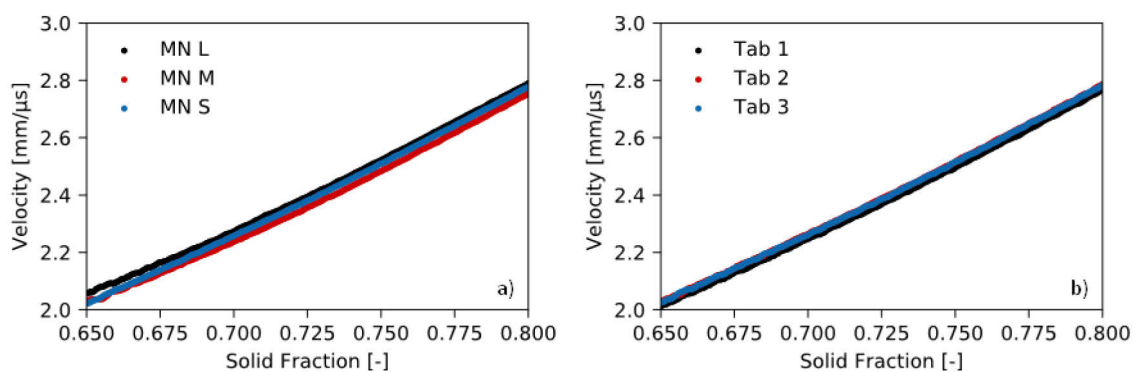 3.0
2.8
2.6
2.4
2.2
2.0
Velocity [mm/µs]
MN L
MN M
MN S
a)
0.650 0.675 0.700 0.725 0.750 0.775 0.800
Solid Fraction [-]
3.0
2.8
2.6
2.4
2.2
2.0
Velocity [mm/µs]
Tab 1
Tab 2
Tab 3
b)
0.650 0.675 0.700 0.725 0.750 0.775 0.800
Solid Fraction [-]